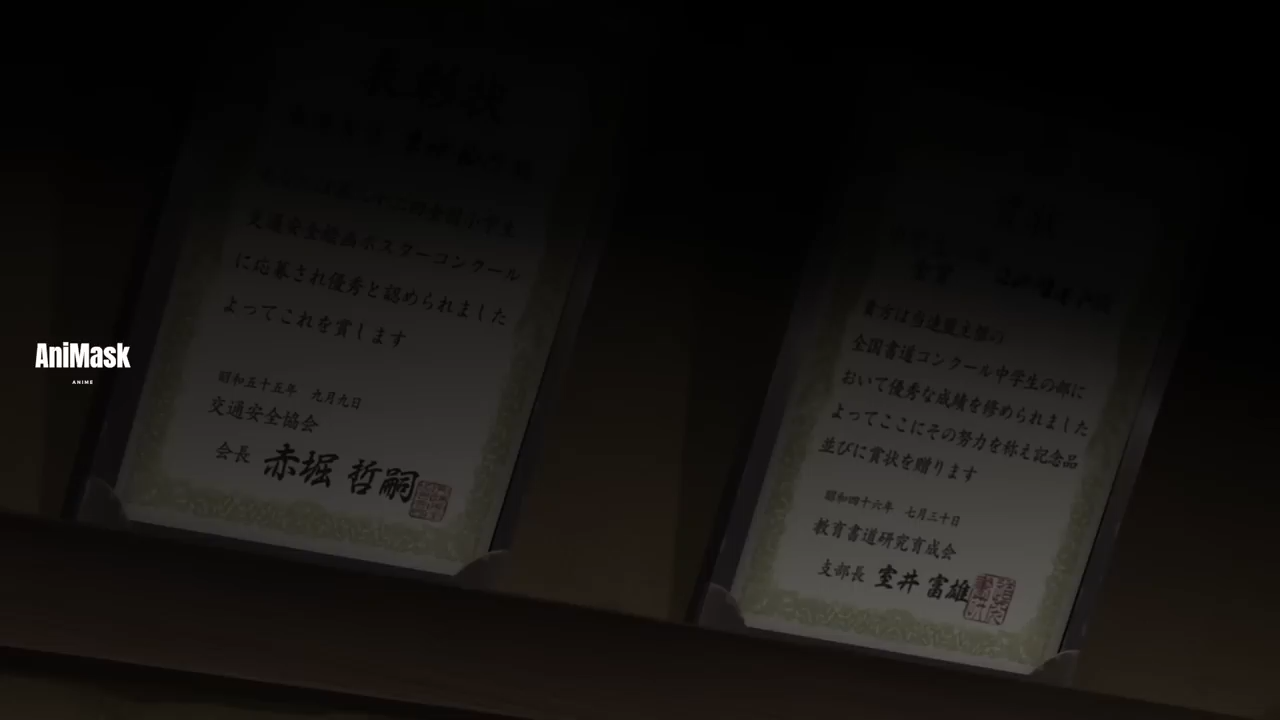 AniMask
ANIME
表彰状
小学生
交通安全絵画ポスターコンクール
に応募され優秀と認められました
よってこれを賞します
昭和五十五年 九月九日
交通安全協会
会長 赤堀 哲嗣
賞状
貴方は当連盟主催の
全国書道コンクール中学生の部に
おいて優秀な成績を修められました
よってここにその努力を称え記念品
並びに賞状を贈ります
昭和四十六年 七月三十日
教育書道研究育成会
支部長 室井 富雄